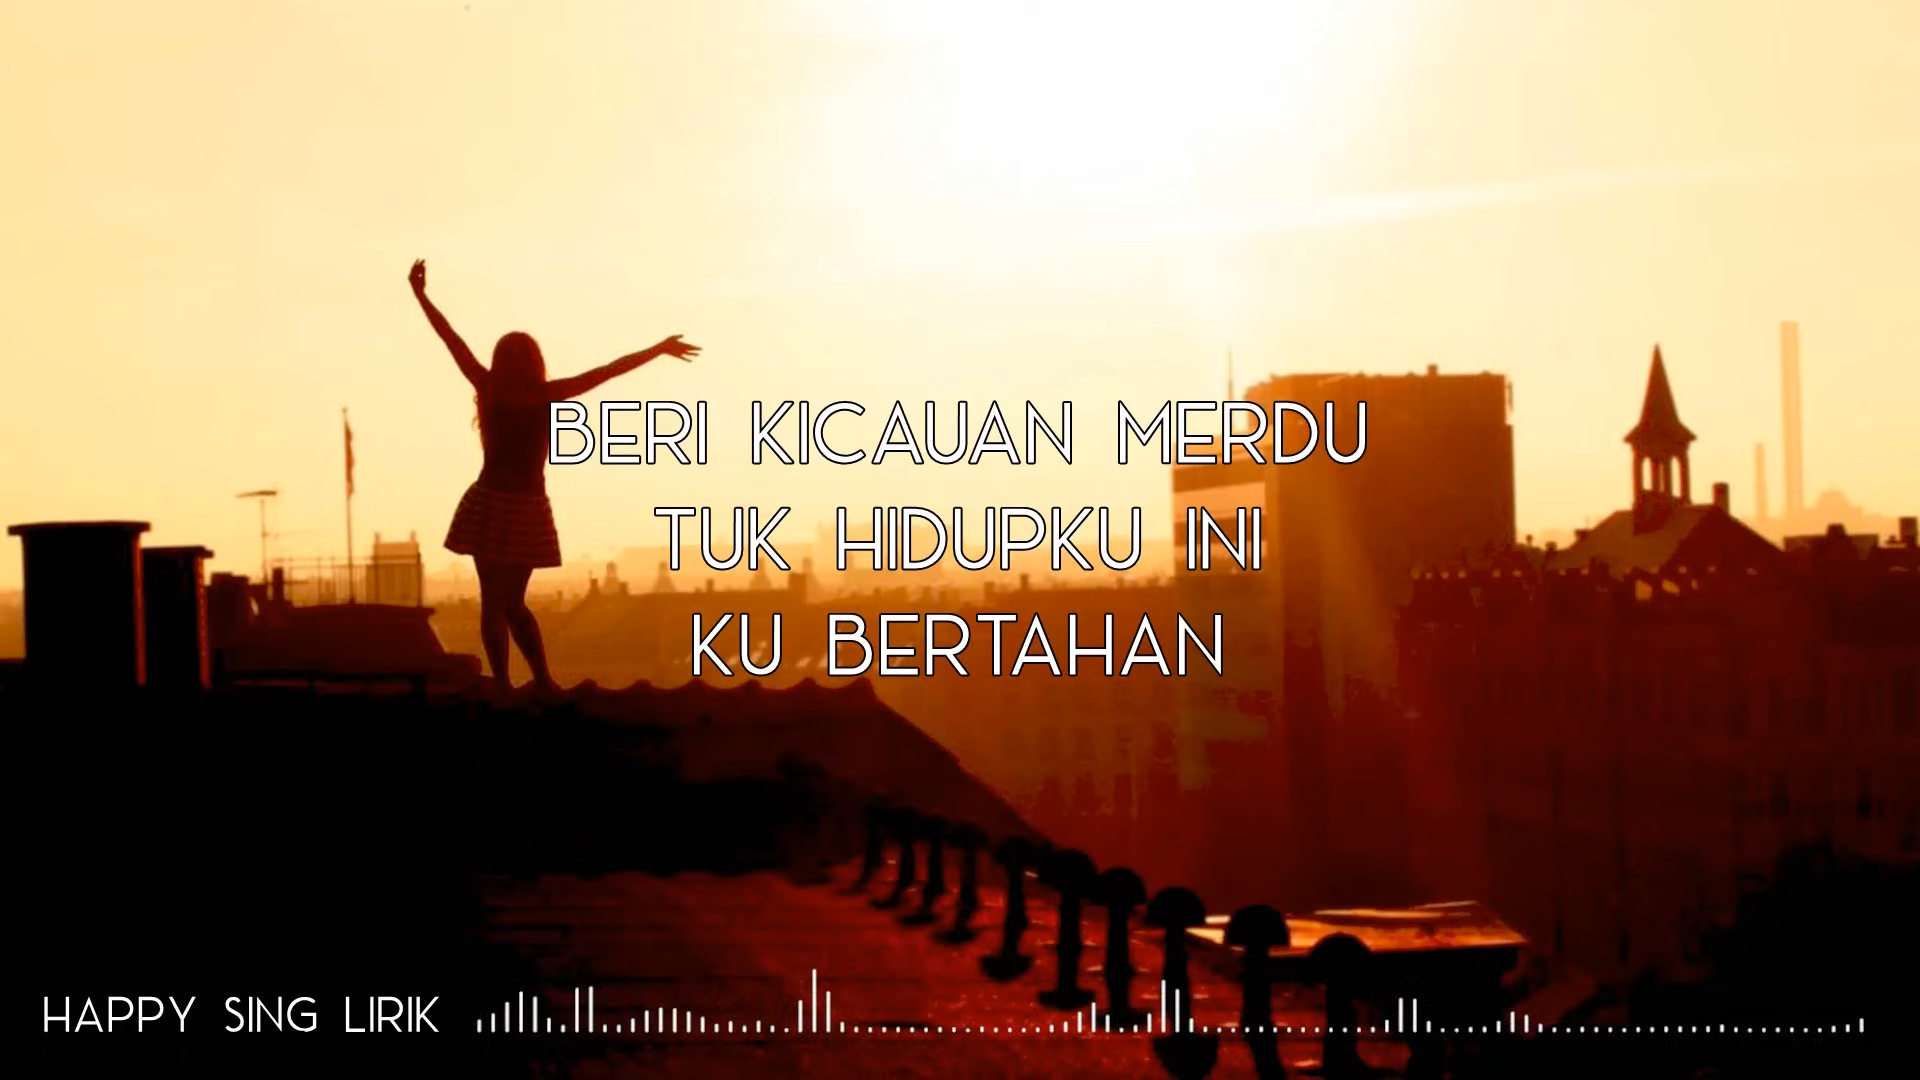 BERI KICAUAN MERDU
TUK HIDUPKU INI
KU BERTAHAN
HAPPY SING LIRIK